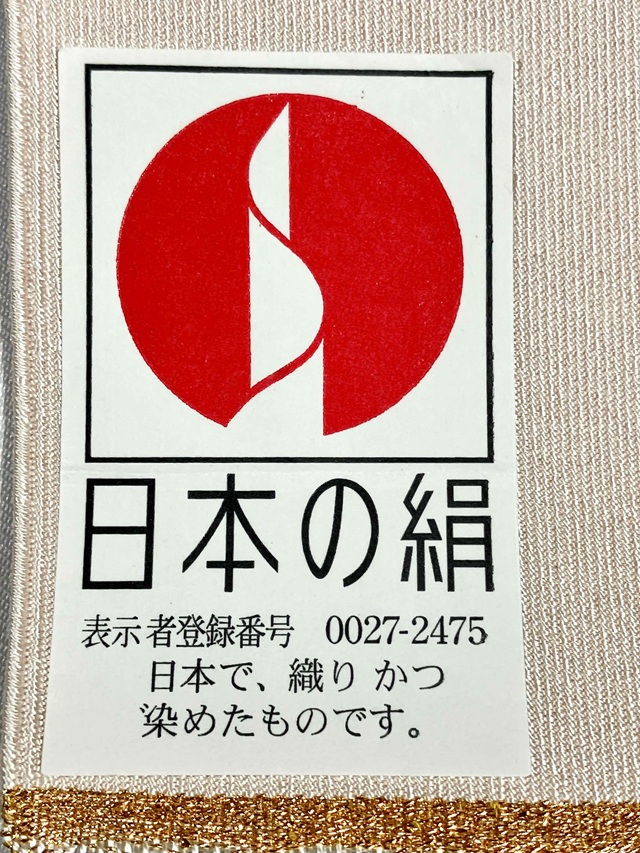 日本の絹
表示者登録番号 0027-2475
日本で、織り かつ
染めたものです。